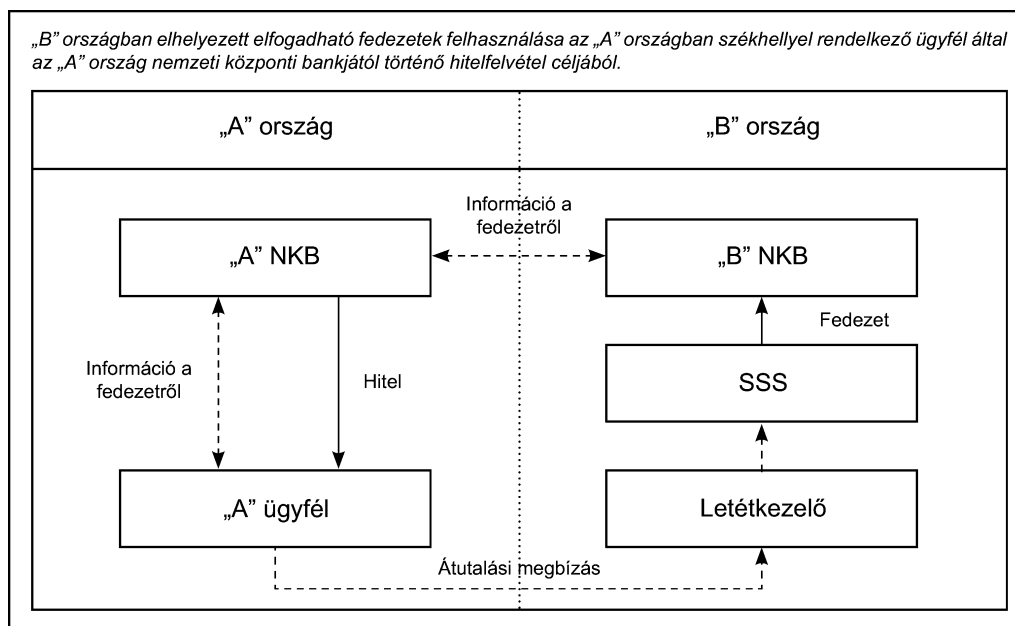 „B” országban elhelyezett elfogadható fedezetek felhasználása az „A” országban székhellyel rendelkező ügyfél által
az „A” ország nemzeti központi bankjától történő hitelfelvétel céljából.
„A” ország
„B” ország
Információ a
fedezetről
„A” NKB
„B” NKB
Fedezet
Információ a
fedezetről
Hitel
SSS
„A” ügyfél
Letétkezelő
Átutalási megbízás